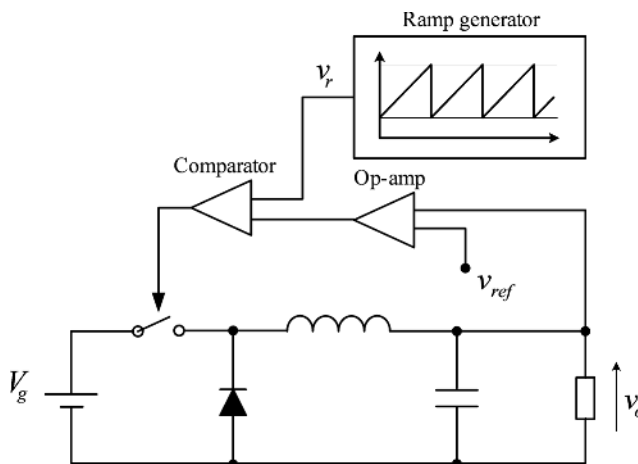 Ramp generator
v_r
Comparator
Op-amp
v_ref
V_g